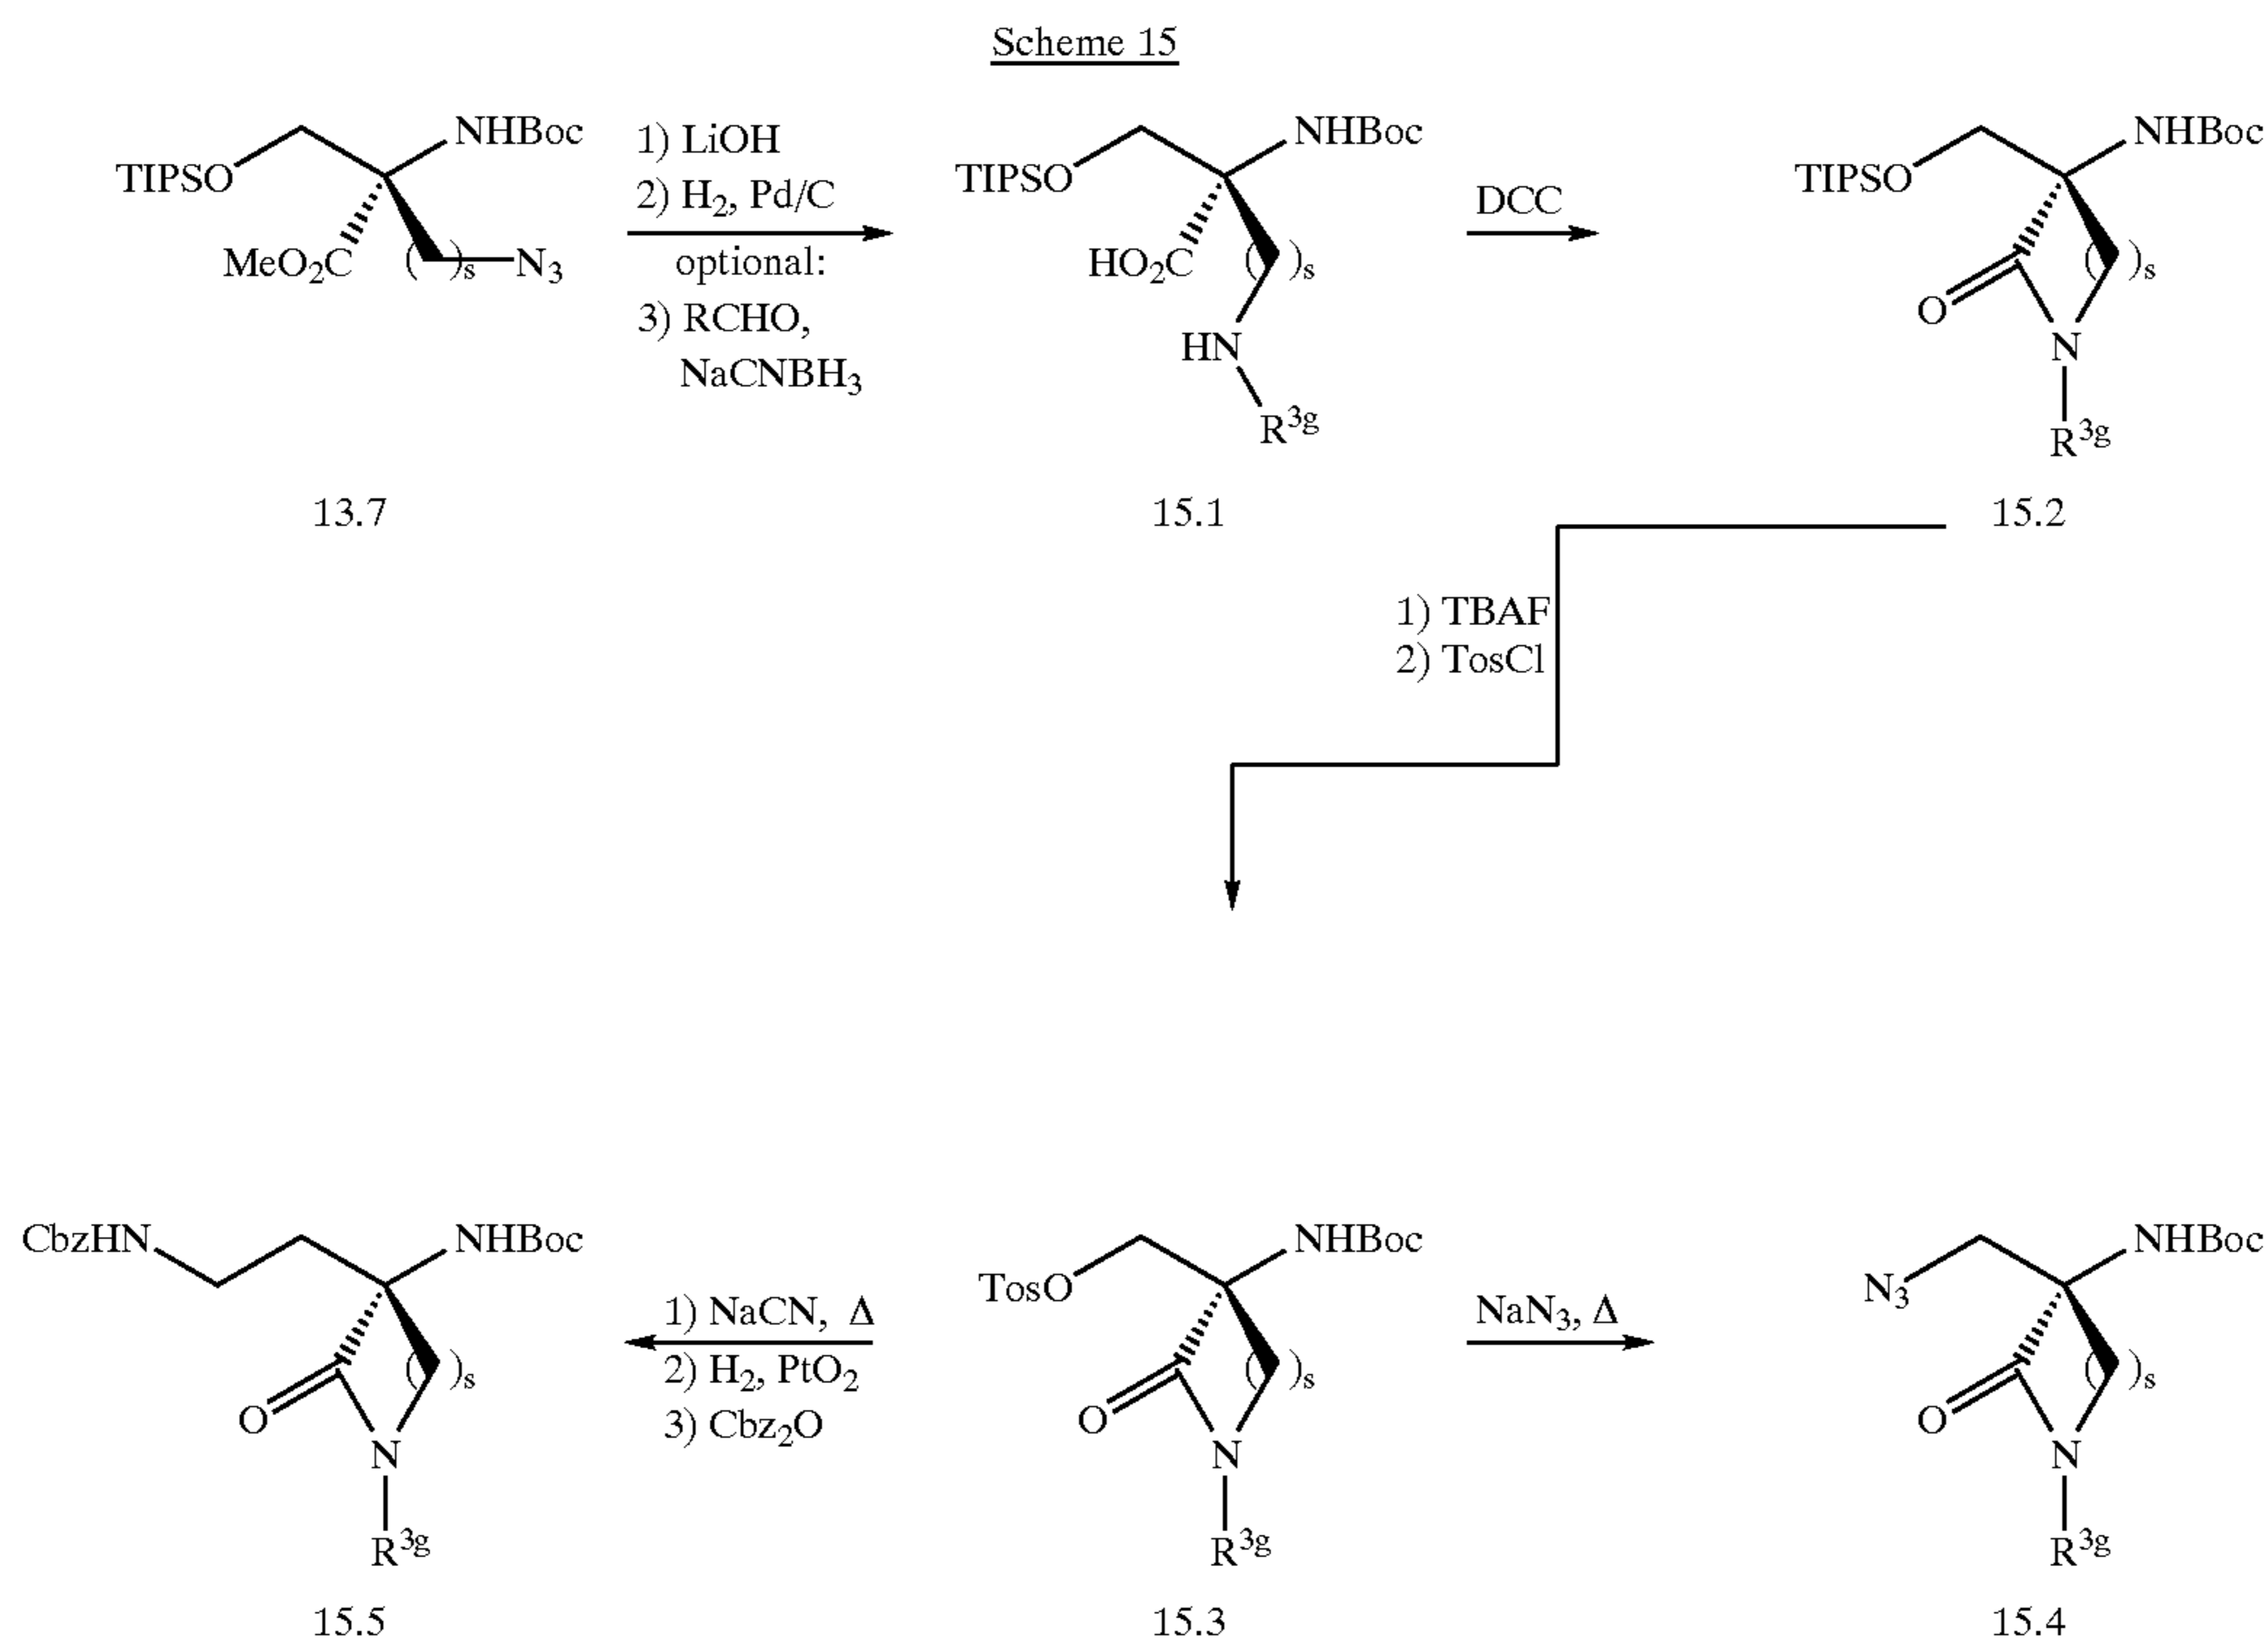 Scheme 15
TIPSO
NHBoc
MeO₂C
( )s
N₃
1) LiOH
2) H₂, Pd/C
optional:
3) RCHO,
NaCNBH₃
TIPSO
NHBoc
HO₂C
( )s
HN
R³ᵍ
DCC
TIPSO
NHBoc
( )s
O
N
R³ᵍ
13.7
15.1
15.2
1) TBAF
2) TosCl
CbzHN
NHBoc
( )s
O
N
R³ᵍ
1) NaCN, Δ
2) H₂, PtO₂
3) Cbz₂O
TosO
NHBoc
( )s
O
N
R³ᵍ
NaN₃, Δ
N₃
NHBoc
( )s
O
N
R³ᵍ
15.5
15.3
15.4